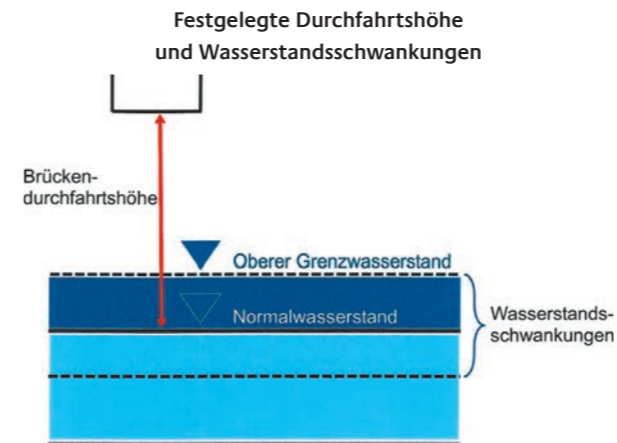 Festgelegte Durchfahrtshöhe
und Wasserstandsschwankungen
Brücken-
durchfahrtshöhe
Oberer Grenzwasserstand
Normalwasserstand
Wasserstands-
schwankungen